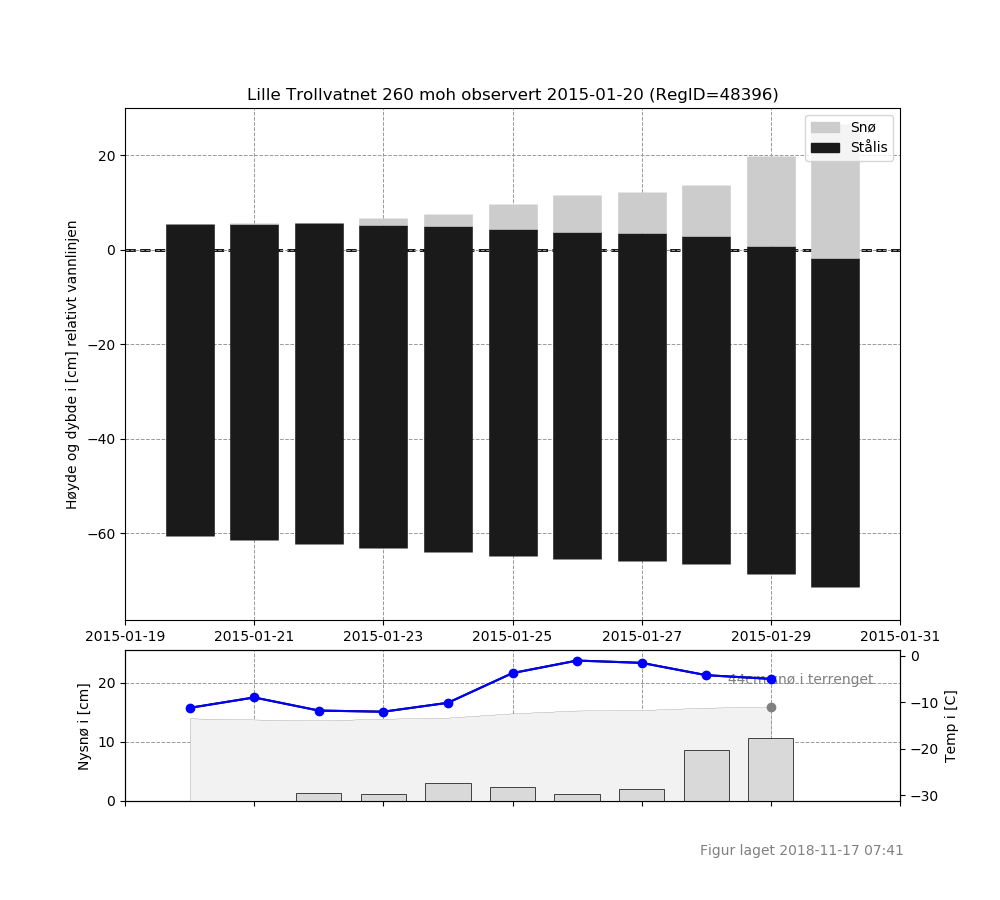 Lille Trollvatnet 260 moh observert 2015-01-20 (RegID=48396)
Snø
Stålis
20
0
−20
−40
−60
Høyde og dybde i [cm] relativt vannlinjen
2015-01-19 2015-01-21 2015-01-23 2015-01-25 2015-01-27 2015-01-29 2015-01-31
20
10
0
Nysnø i [cm]
44cm snø i terrenget
0
−10
−20
−30
Temp i [C]
Figur laget 2018-11-17 07:41